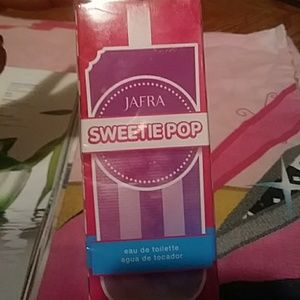 JAFRA
SWEETIE POP
eau de toilette
agua de tocador